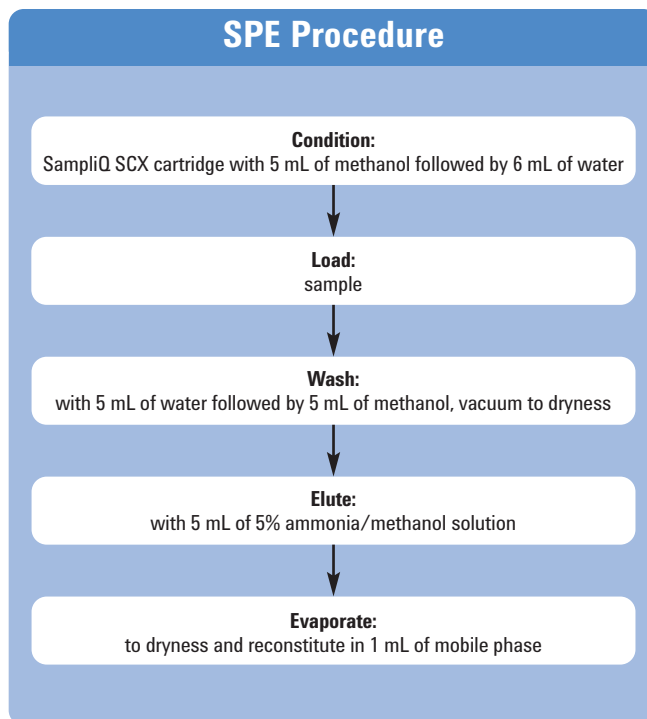 SPE Procedure
Condition:
SampliQ SCX cartridge with 5 mL of methanol followed by 6 mL of water
Load:
sample
Wash:
with 5 mL of water followed by 5 mL of methanol, vacuum to dryness
Elute:
with 5 mL of 5% ammonia/methanol solution
Evaporate:
to dryness and reconstitute in 1 mL of mobile phase